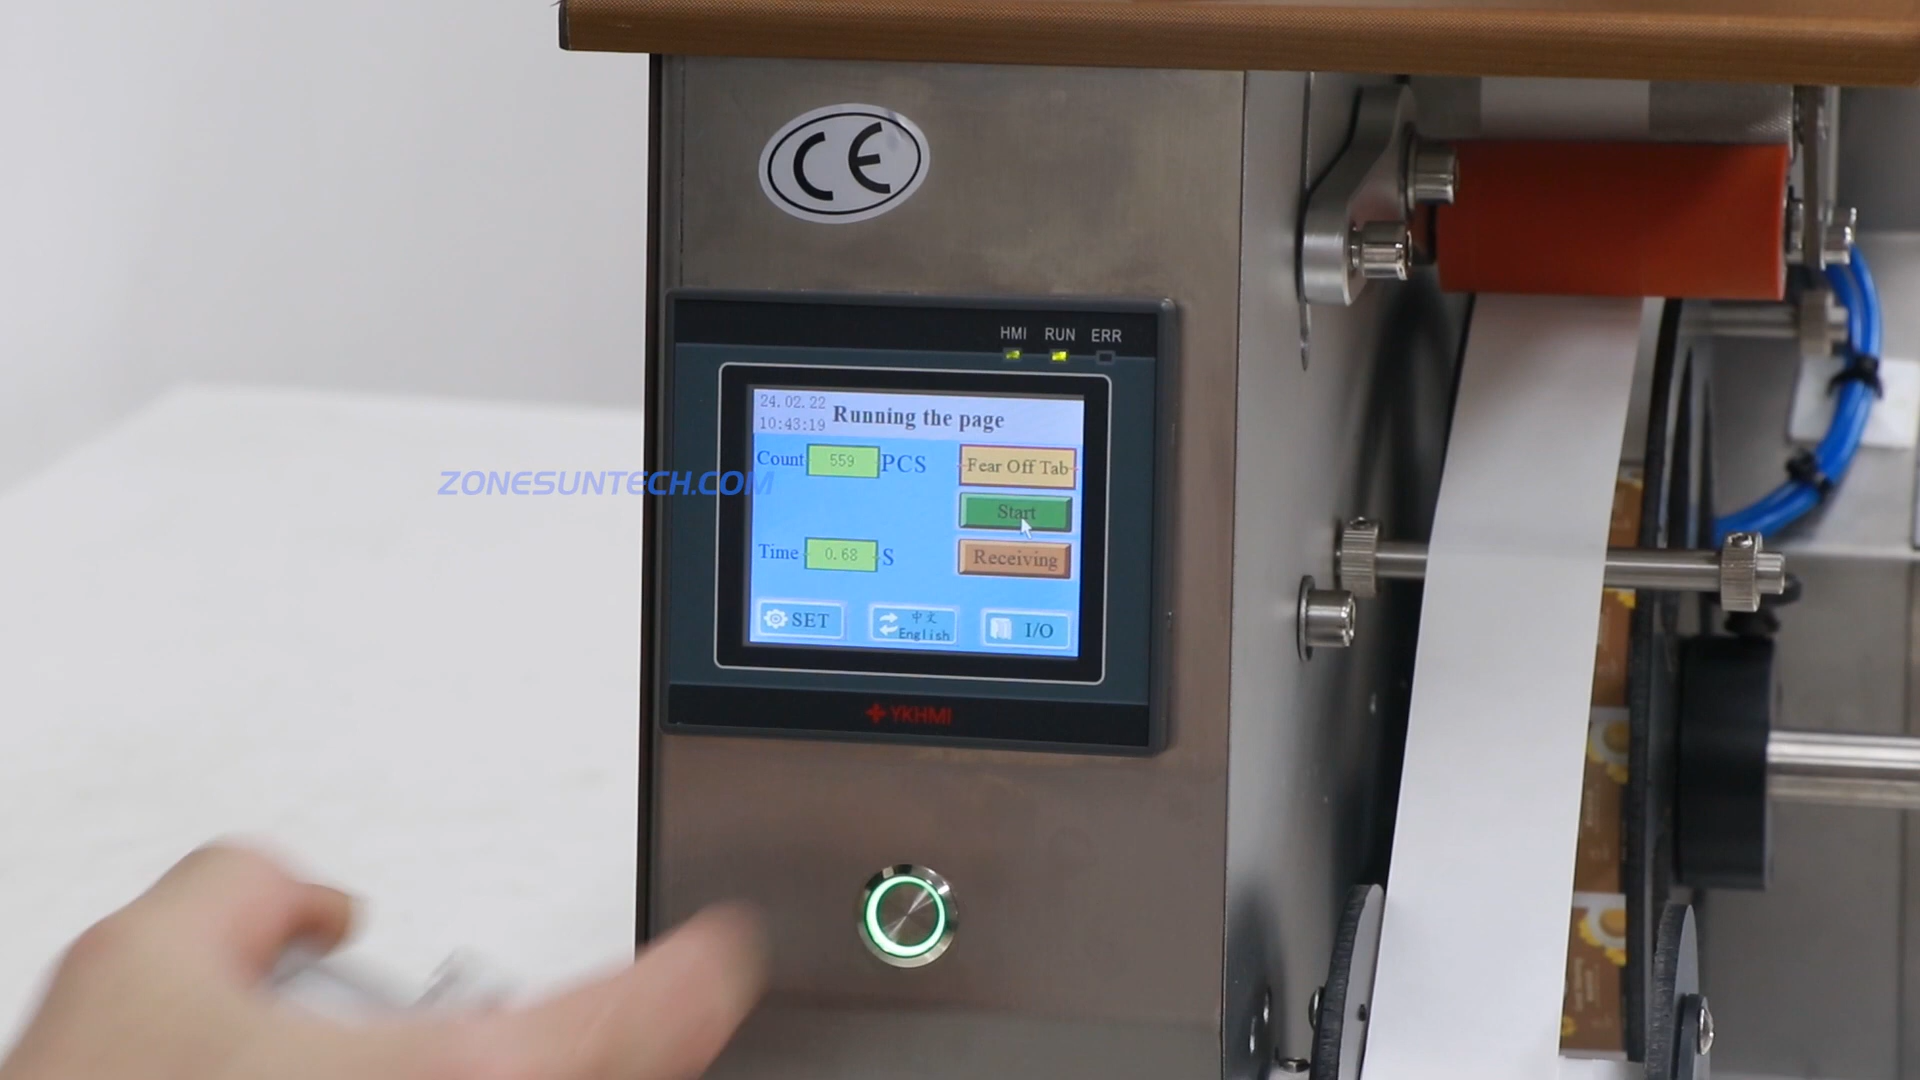 CE
HMI RUN ERR
24.02.22
10:43:19
Running the page
Count 559 PCS
Fear Off Tab
Start
Time 0.68 S
Receiving
SET
中文
English
I/O
YKHMI
ZONESUNTECH.COM